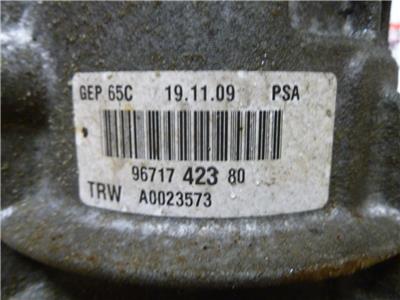 GEP 65C 19.11.09 PSA
96717 423 80
TRW A0023573